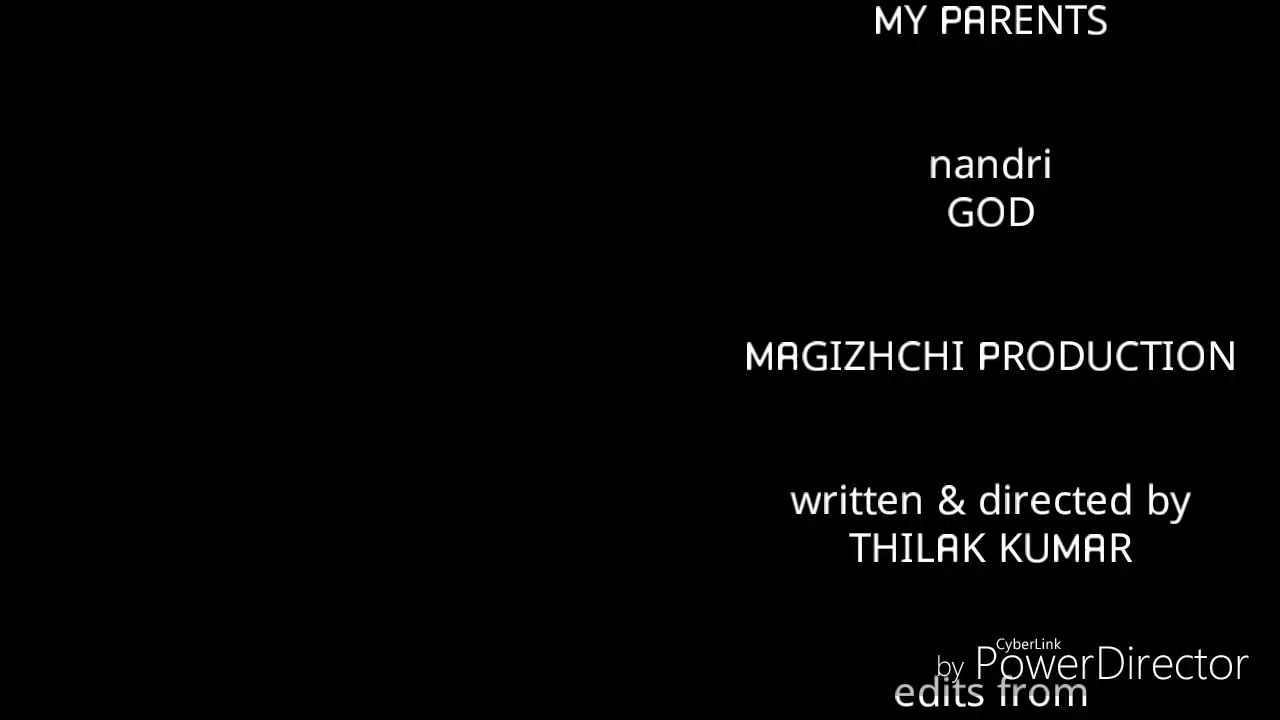 MY PARENTS
nandri
GOD
MAGIZHCHI PRODUCTION
written & directed by
THILAK KUMAR
CyberLink
by PowerDirector
edits from